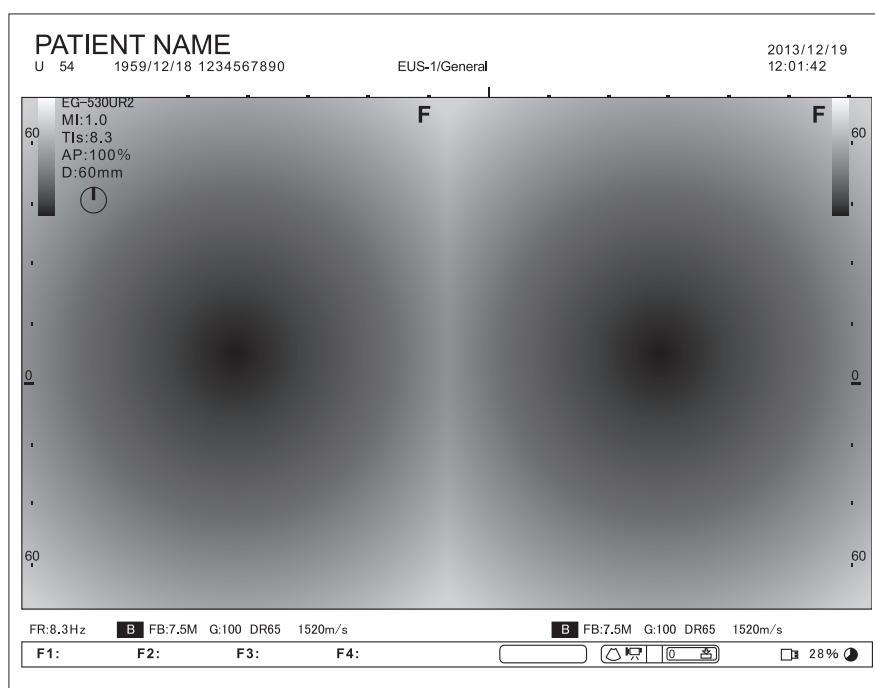 PATIENT NAME
U 54 1959/12/18 1234567890 EUS-1/General
2013/12/19
12:01:42
EG-530UR2
MI:1.0
TIs:8.3
AP:100%
D:60mm
F F
60 60
0 0
60 60
FR:8.3Hz B FB:7.5M G:100 DR65 1520m/s B FB:7.5M G:100 DR65 1520m/s
F1: F2: F3: F4: 0 28%